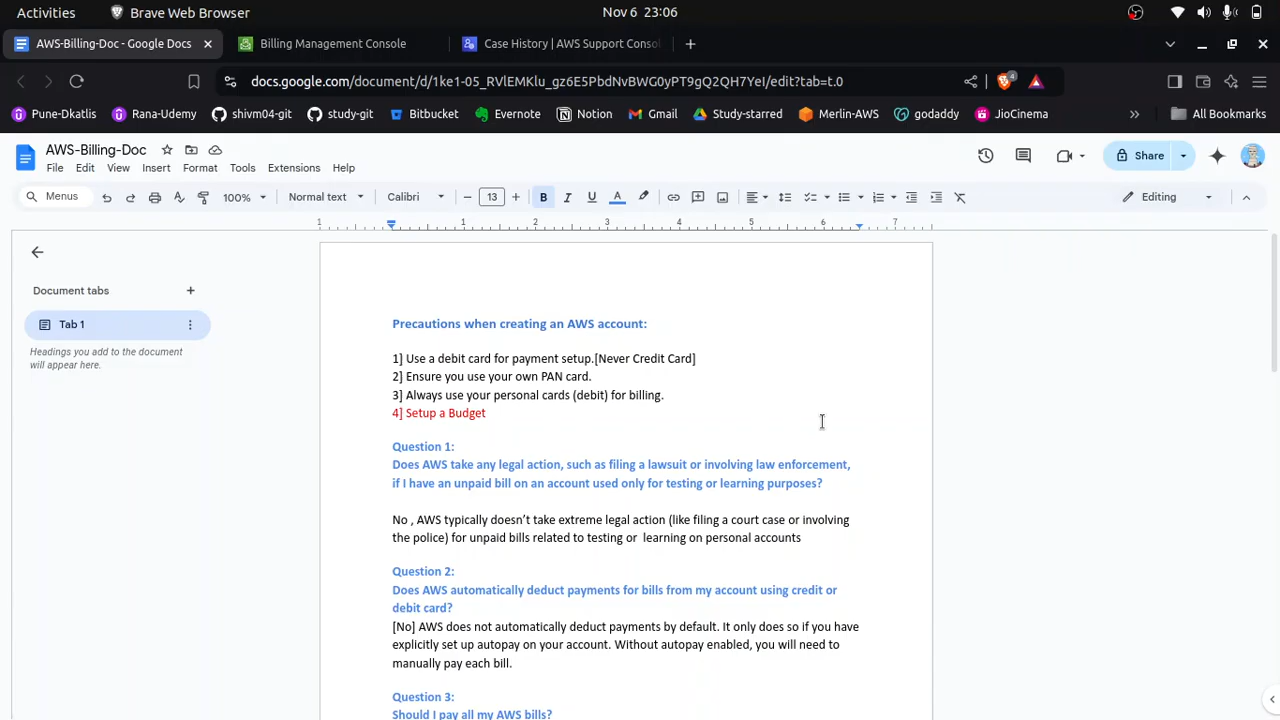 Activities
Brave Web Browser
Nov 6 23:06
AWS-Billing-Doc - Google Docs
Billing Management Console
Case History | AWS Support Consol
docs.google.com/document/d/1ke1-05_RVlEMKlu_gz6E5PbdNvBWG0yPT9gQ2QH7YeI/edit?tab=t.0
4
Pune-Dkatlis
Rana-Udemy
shivm04-git
study-git
Bitbucket
Evernote
Notion
Gmail
Study-starred
Merlin-AWS
godaddy
JioCinema
All Bookmarks
AWS-Billing-Doc
File Edit View Insert Format Tools Extensions Help
Share
Menus
100%
Normal text
Calibri
13
Editing
1 1 2 3 4 5 6 7
Document tabs
Tab 1
Headings you add to the document
will appear here.
Precautions when creating an AWS account:
1] Use a debit card for payment setup.[Never Credit Card]
2] Ensure you use your own PAN card.
3] Always use your personal cards (debit) for billing.
4] Setup a Budget
Question 1:
Does AWS take any legal action, such as filing a lawsuit or involving law enforcement,
if I have an unpaid bill on an account used only for testing or learning purposes?
No , AWS typically doesn’t take extreme legal action (like filing a court case or involving
the police) for unpaid bills related to testing or  learning on personal accounts
Question 2:
Does AWS automatically deduct payments for bills from my account using credit or
debit card?
[No] AWS does not automatically deduct payments by default. It only does so if you have
explicitly set up autopay on your account. Without autopay enabled, you will need to
manually pay each bill.
Question 3:
Should I pay all my AWS bills?